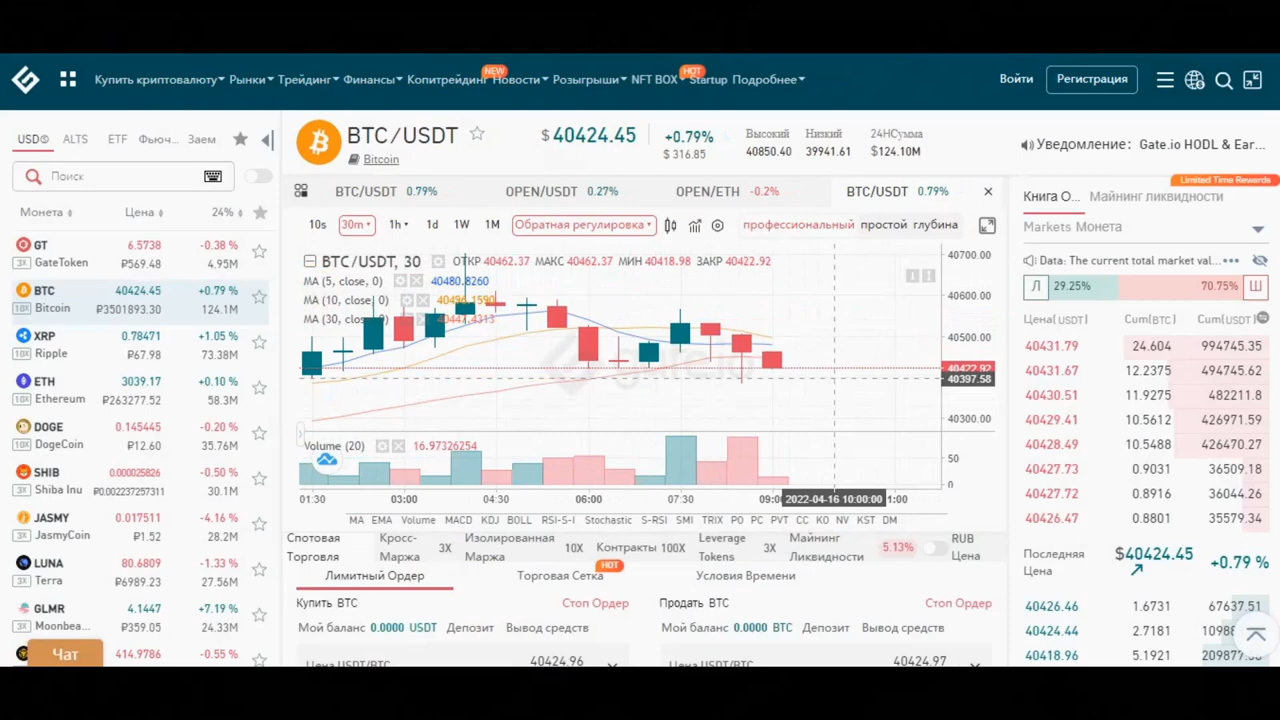 Купить криптовалюту Рынки Трейдинг Финансы Копитрейдинг NEW Новости Розыгрыши NFT BOX HOT Startup Подробнее Войти Регистрация
USDⓈ ALTS ETF Фьюч... Заем
Поиск
Монета Цена 24%
GT 6.5738 -0.38 %
3X GateToken ₽569.48 4.95M
BTC 40424.45 +0.79 %
10X Bitcoin ₽3501893.30 124.1M
XRP 0.78471 +1.05 %
10X Ripple ₽67.98 73.38M
ETH 3039.17 +0.10 %
10X Ethereum ₽263277.52 58.3M
DOGE 0.145445 -0.20 %
10X DogeCoin ₽12.60 35.76M
SHIB 0.000025826 -0.50 %
3X Shiba Inu ₽0.002237257311 30.1M
JASMY 0.017511 -4.16 %
3X JasmyCoin ₽1.52 28.2M
LUNA 80.6809 -1.33 %
3X Terra ₽6989.23 27.56M
GLMR 4.1447 +7.19 %
3X Moonbea... ₽359.05 24.33M
414.9786 -0.55 %
Чат
BTC/USDT
Bitcoin
$ 40424.45
+0.79%
$ 316.85
Высокий Низкий 24HСумма
40850.40 39941.61 $124.10M
Уведомление: Gate.io HODL & Ear...
BTC/USDT 0.79% OPEN/USDT 0.27% OPEN/ETH -0.2% BTC/USDT 0.79%
10s 30m 1h 1d 1W 1M Обратная регулировка профессиональный простой глубина
BTC/USDT, 30 ОТКР 40462.37 МАКС 40462.37 МИН 40418.98 ЗАКР 40422.92
MA (5, close, 0) 40480.8260
MA (10, close, 0) 40496.1590
MA (30, close, 0) 40447.4313
gate.io
40700.00
40600.00
40500.00
40422.92
40397.58
40300.00
Volume (20) 16.97326254
50
0
01:30 03:00 04:30 06:00 07:30 09:00 2022-04-16 10:00:00
MA EMA Volume MACD KDJ BOLL RSI-S-I Stochastic S-RSI SMI TRIX PO PC PVT CC KO NV KST DM
Спотовая Торговля Кросс-Маржа 3X Изолированная Маржа 10X Контракты 100X Leverage Tokens 3X Майнинг Ликвидности 5.13% RUB Цена
Лимитный Ордер Торговая Сетка HOT Условия Времени
Купить BTC Стоп Ордер Продать BTC Стоп Ордер
Мой баланс 0.0000 USDT Депозит Вывод средств Мой баланс 0.0000 BTC Депозит Вывод средств
Цена USDT/BTC 40424.96 Цена USDT/BTC 40424.97
Limited Time Rewards
Книга О... Майнинг ликвидности
Markets Монета
Data: The current total market val...
Л 29.25% 70.75% Ш
Цена(USDT) Cum(BTC) Cum(USDT)
40431.79 24.604 994745.35
40431.67 12.2375 494762.62
40430.51 11.9275 482211.8
40429.41 10.5612 426971.59
40428.49 10.5488 426470.27
40427.73 0.9031 36509.18
40427.72 0.8916 36044.26
40426.47 0.8801 35579.34
Последняя Цена $40424.45 +0.79 %
40426.46 1.6731 67637.51
40424.44 2.7181
40418.96 5.1921